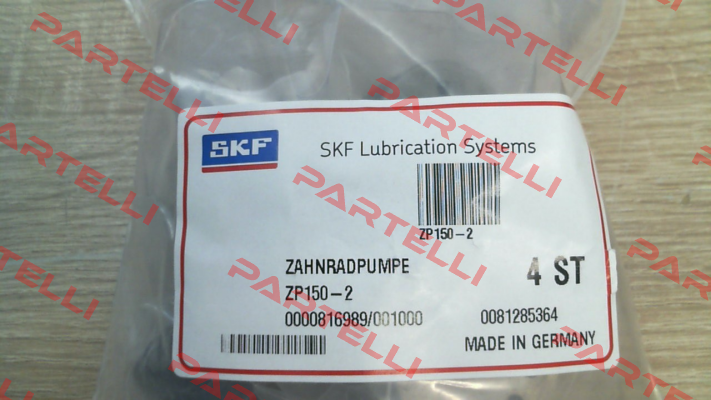 SKF
SKF Lubrication Systems
ZP150-2
ZAHNRADPUMPE
4 ST
ZP150-2
0000816989/001000
0081285364
MADE IN GERMANY
PARTELLI
PARTELLI
PARTELLI
PARTELLI
PARTELLI
PARTELLI
PARTELLI
PARTELLI